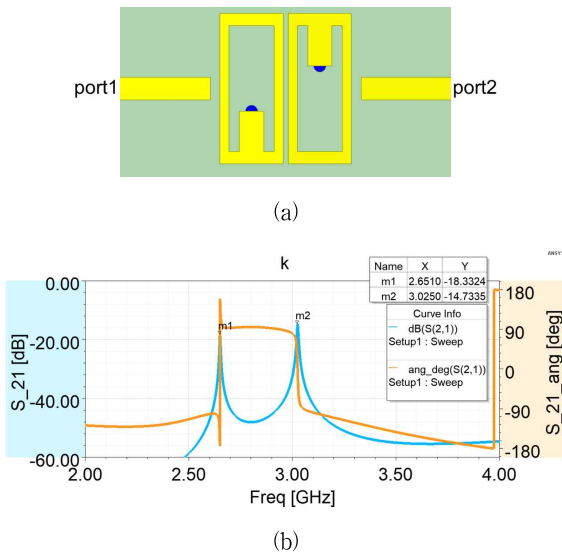 port1
port2
(a)
k
ANSYS
Name X Y
m1 2.6510 -18.3324
m2 3.0250 -14.7335
Curve Info
dB(S(2,1))
Setup1 : Sweep
ang_deg(S(2,1))
Setup1 : Sweep
m1
m2
S_21 [dB]
0.00
-20.00
-40.00
-60.00
S_21_ang [deg]
180
90
0
-90
-180
2.00 2.50 3.00 3.50 4.00
Freq [GHz]
(b)